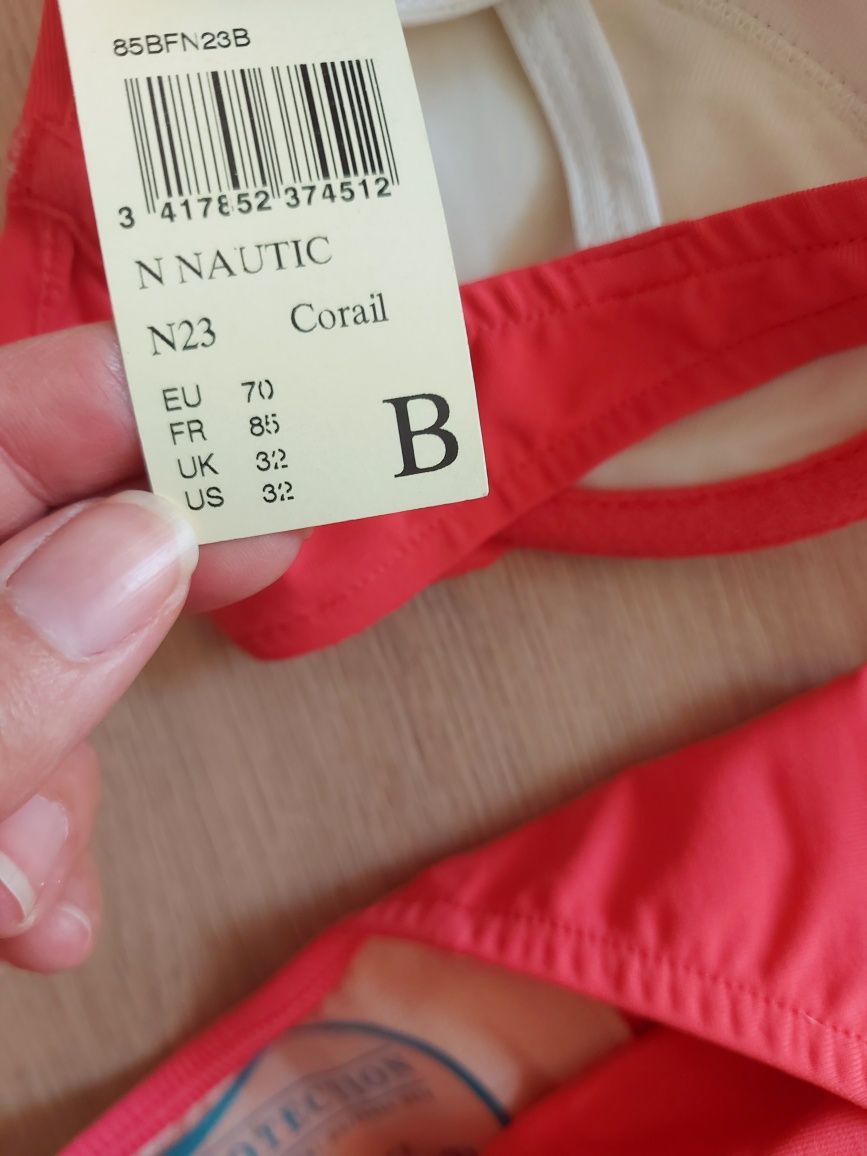 85BFN23B
3 417852 374512
N NAUTIC
N23 Corail
EU 70
FR 85
UK 32
US 32
B